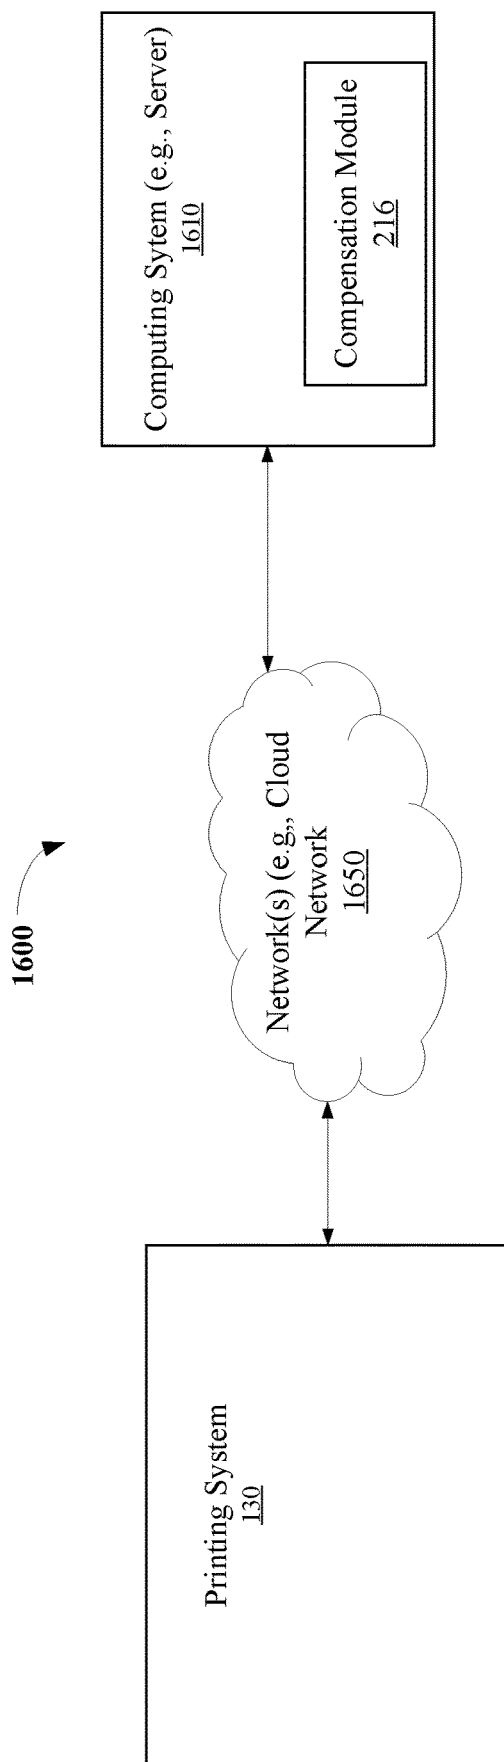 1600
Printing System
130
Network(s) (e.g,, Cloud
Network
1650
Computing Sytem (e.g., Server)
1610
Compensation Module
216